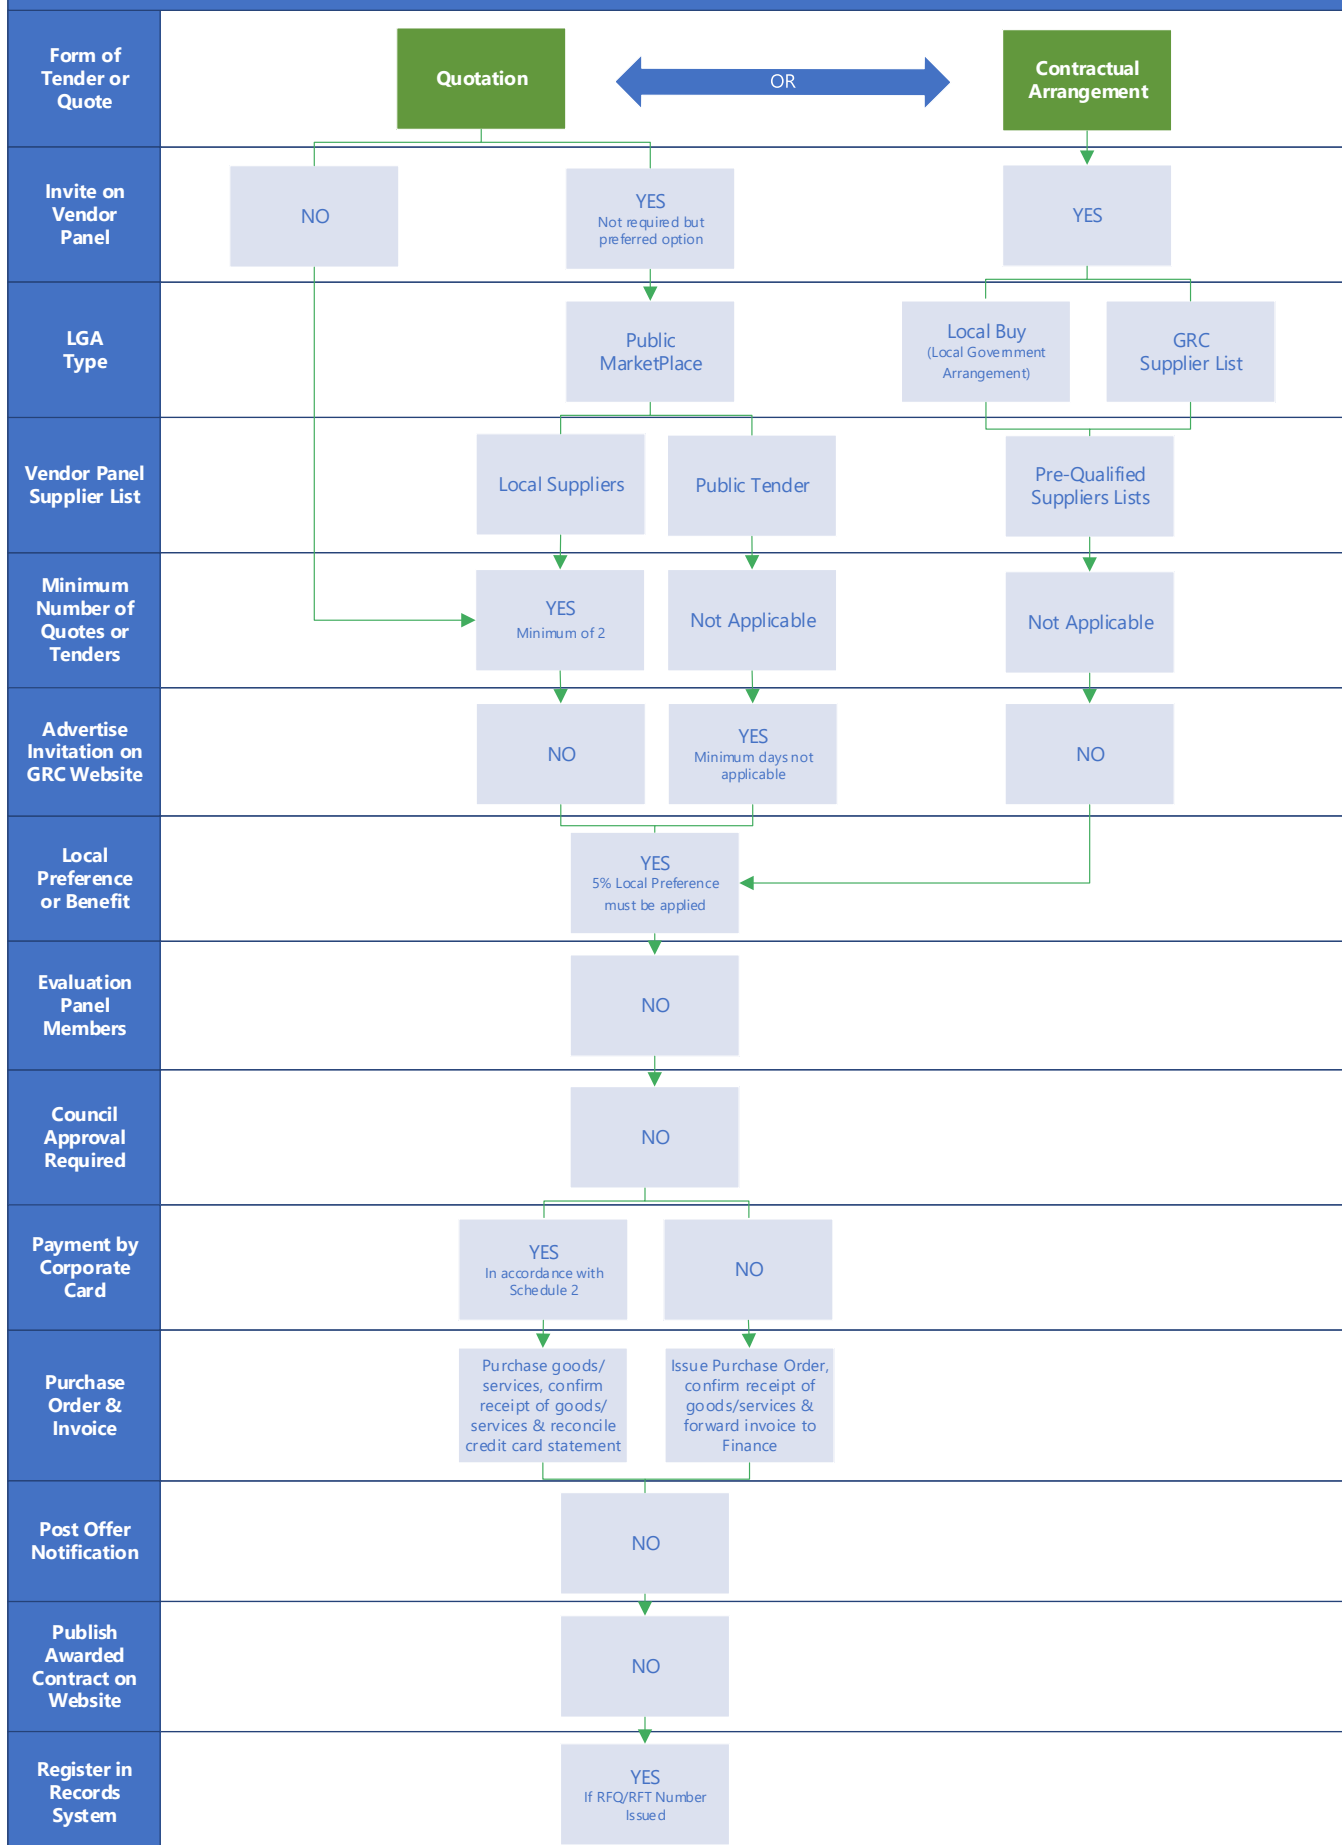 Form of
Tender or
Quote
Quotation
OR
Contractual
Arrangement
Invite on
Vendor
Panel
NO
YES
Not required but
preferred option
YES
LGA
Type
Public
MarketPlace
Local Buy
(Local Government
Arrangement)
GRC
Supplier List
Vendor Panel
Supplier List
Local Suppliers
Public Tender
Pre-Qualified
Suppliers Lists
Minimum
Number of
Quotes or
Tenders
YES
Minimum of 2
Not Applicable
Not Applicable
Advertise
Invitation on
GRC Website
NO
YES
Minimum days not
applicable
NO
Local
Preference
or Benefit
YES
5% Local Preference
must be applied
Evaluation
Panel
Members
NO
Council
Approval
Required
NO
Payment by
Corporate
Card
YES
In accordance with
Schedule 2
NO
Purchase
Order &
Invoice
Purchase goods/
services, confirm
receipt of goods/
services & reconcile
credit card statement
Issue Purchase Order,
confirm receipt of
goods/services &
forward invoice to
Finance
Post Offer
Notification
NO
Publish
Awarded
Contract on
Website
NO
Register in
Records
System
YES
If RFQ/RFT Number
Issued